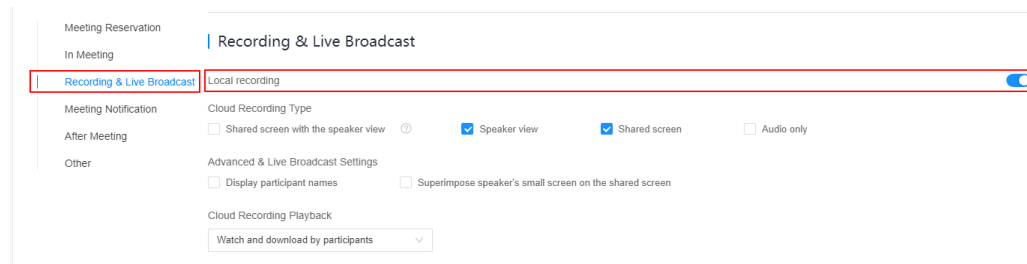 Meeting Reservation
In Meeting
Recording & Live Broadcast
Meeting Notification
After Meeting
Other
Recording & Live Broadcast
Local recording
Cloud Recording Type
Shared screen with the speaker view Speaker view Shared screen Audio only
Advanced & Live Broadcast Settings
Display participant names Superimpose speaker's small screen on the shared screen
Cloud Recording Playback
Watch and download by participants